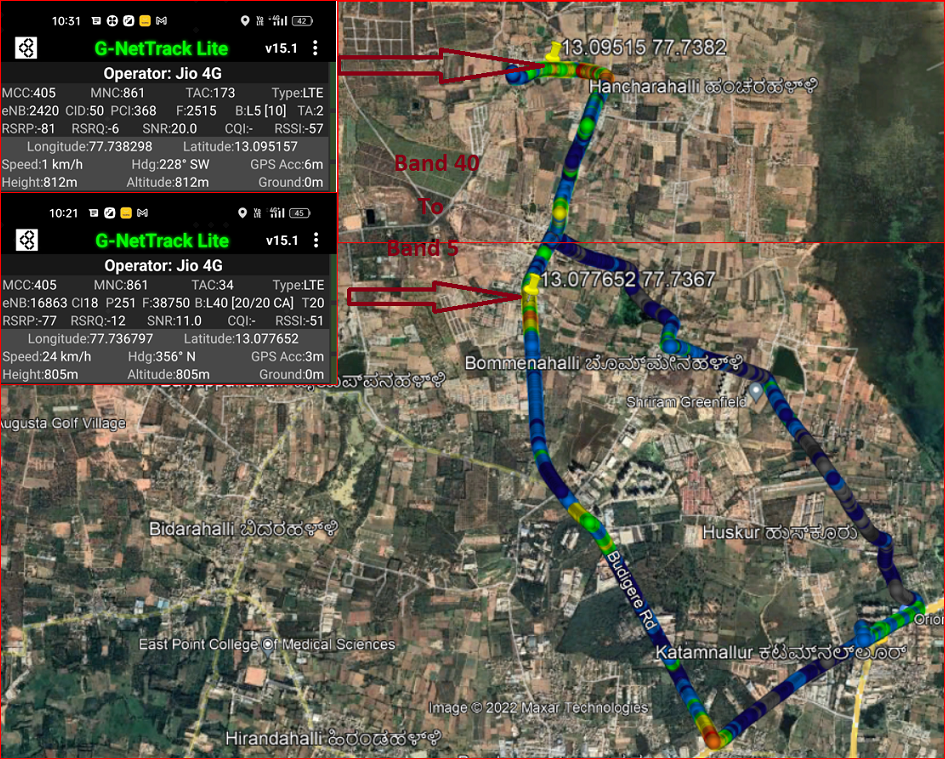 10:31
42
G-NetTrack Lite v15.1
Operator: Jio 4G
MCC:405 MNC:861 TAC:173 Type:LTE
eNB:2420 CID:50 PCI:368 F:2515 B:L5 [10] TA:2
RSRP:-81 RSRQ:-6 SNR:20.0 CQI:- RSSI:-57
Longitude:77.738298 Latitude:13.095157
Speed:1 km/h Hdg:228° SW GPS Acc:6m
Height:812m Altitude:812m Ground:0m
10:21
45
G-NetTrack Lite v15.1
Operator: Jio 4G
MCC:405 MNC:861 TAC:34 Type:LTE
eNB:16863 CI18 P251 F:38750 B:L40 [20/20 CA] T20
RSRP:-77 RSRQ:-12 SNR:11.0 CQI:- RSSI:-51
Longitude:77.736797 Latitude:13.077652
Speed:24 km/h Hdg:356° N GPS Acc:3m
Height:805m Altitude:805m Ground:0m
13.09515 77.7382
Hancharahalli ಹಂಚರಹಳ್ಳಿ
Band 40
To
Band 5
13.077652 77.7367
Bommenahalli ಬೊಮ್ಮೇನಹಳ್ಳಿ
Shriram Greenfield
Augusta Golf Village
Bidarahalli ಬಿದರಹಳ್ಳಿ
Huskur ಹುಸ್ಕೂರು
Budigere Rd
Orion
East Point College Of Medical Sciences
Katamnallur ಕಟಮ್ನಲ್ಲೂರ್
Image © 2022 Maxar Technologies
Hirandahalli ಹಿರಂಡಹಳ್ಳಿ